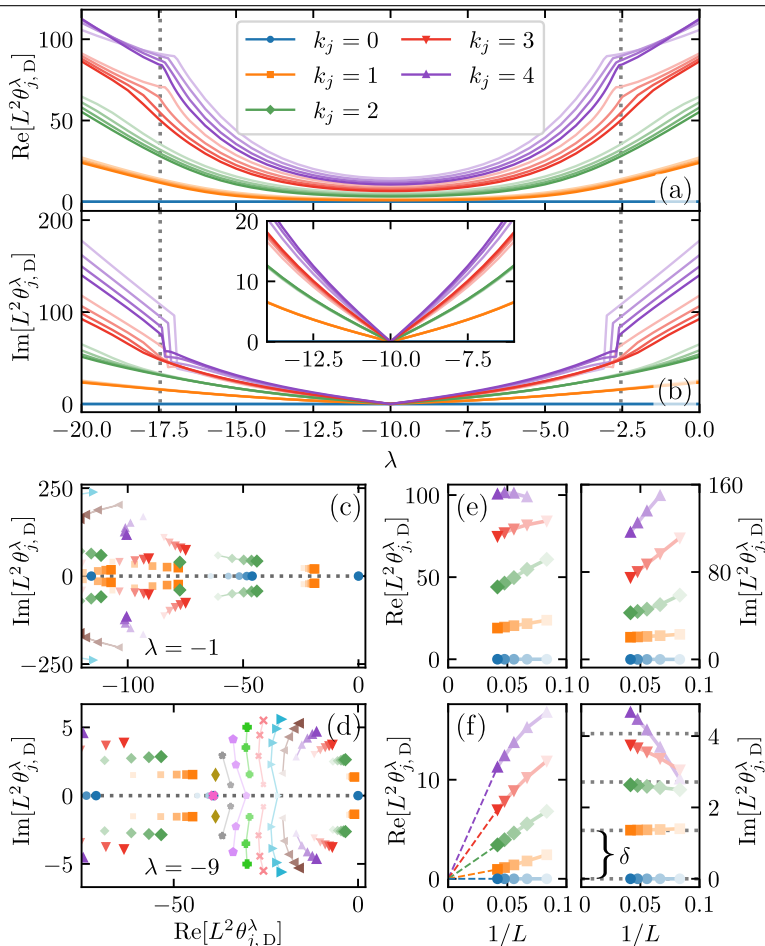 k_j = 0
k_j = 1
k_j = 2
k_j = 3
k_j = 4
Re[L²θ^λ_{j, D}]
100
50
0
(a)
Im[L²θ^λ_{j, D}]
200
100
0
20
10
0
−12.5 −10.0 −7.5
(b)
−20.0 −17.5 −15.0 −12.5 −10.0 −7.5 −5.0 −2.5 0.0
λ
Im[L²θ^λ_{j, D}]
250
0
−250
(c)
λ = −1
−100 −50 0
Re[L²θ^λ_{j, D}]
100
50
0
(e)
0 0.05 0.1
0 0.05 0.1
160
80
0
Im[L²θ^λ_{j, D}]
Im[L²θ^λ_{j, D}]
5
0
−5
(d)
λ = −9
−50 0
Re[L²θ^λ_{j, D}]
Re[L²θ^λ_{j, D}]
10
0
(f)
0 0.05 0.1
1/L
δ
0 0.05 0.1
1/L
4
2
0
Im[L²θ^λ_{j, D}]